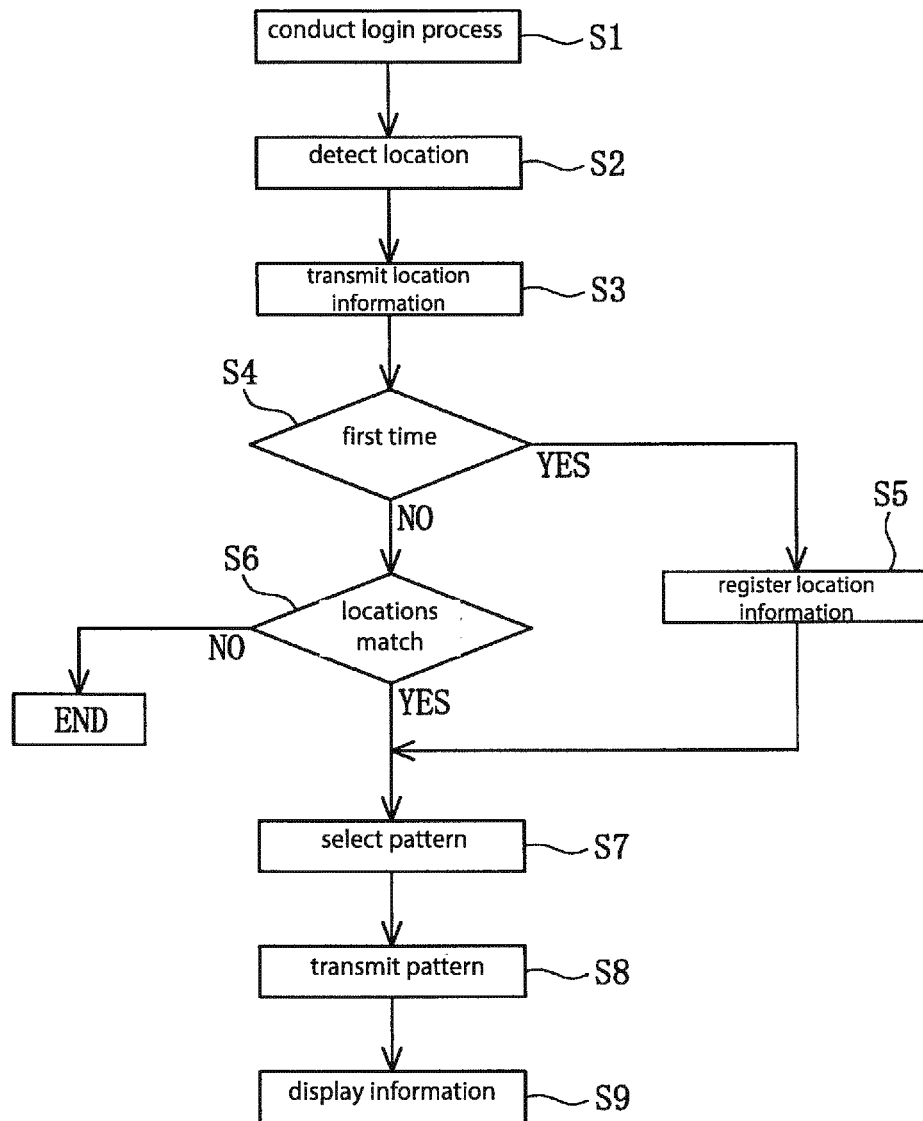 conduct login process
S1
detect location
S2
transmit location
information
S3
S4
first time
YES
NO
S5
register location
information
S6
locations
match
NO
YES
END
select pattern
S7
transmit pattern
S8
display information
S9